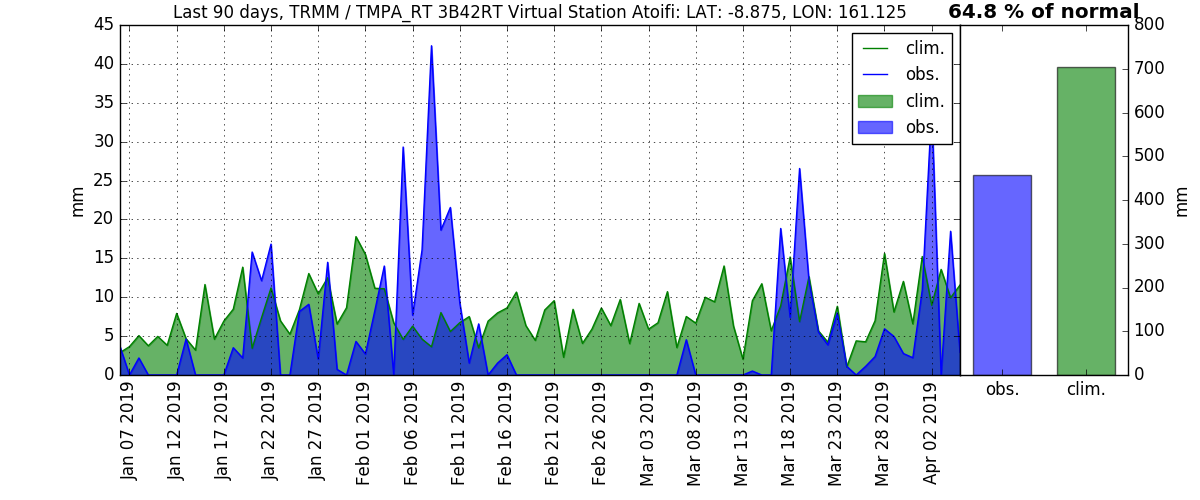 Last 90 days, TRMM / TMPA_RT 3B42RT Virtual Station Atoifi: LAT: -8.875, LON: 161.125
64.8 % of normal
mm
45
40
35
30
25
20
15
10
5
0
clim.
obs.
clim.
obs.
Jan 07 2019
Jan 12 2019
Jan 17 2019
Jan 22 2019
Jan 27 2019
Feb 01 2019
Feb 06 2019
Feb 11 2019
Feb 16 2019
Feb 21 2019
Feb 26 2019
Mar 03 2019
Mar 08 2019
Mar 13 2019
Mar 18 2019
Mar 23 2019
Mar 28 2019
Apr 02 2019
obs.
clim.
800
700
600
500
400
300
200
100
0
mm